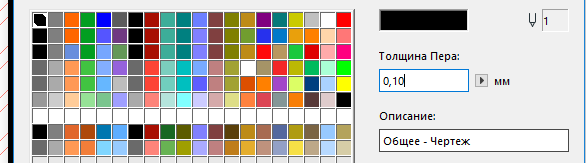 1
Толщина Пера:
0,10 мм
Описание:
Общее - Чертеж